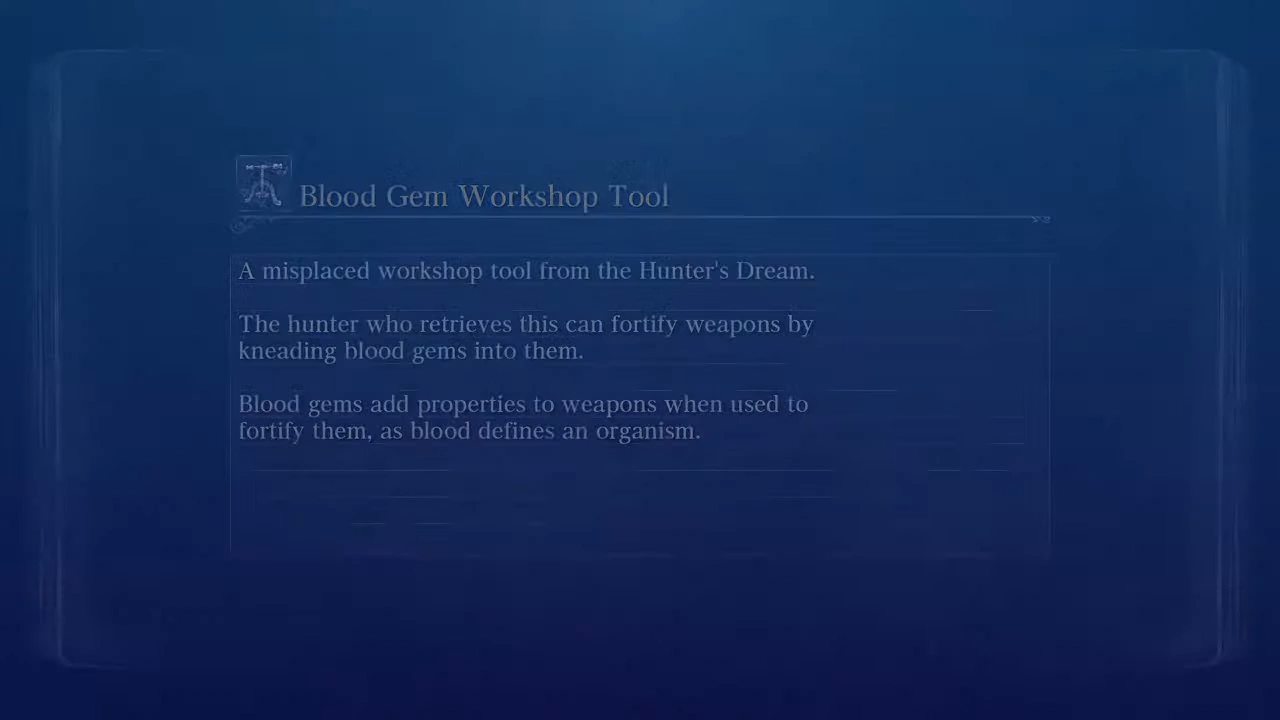 Blood Gem Workshop Tool
A misplaced workshop tool from the Hunter's Dream.
The hunter who retrieves this can fortify weapons by
kneading blood gems into them.
Blood gems add properties to weapons when used to
fortify them, as blood defines an organism.